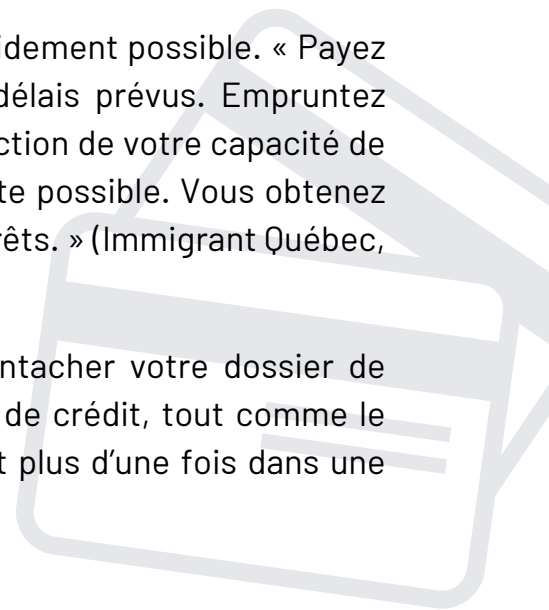 idement possible. « Payez
délais prévus. Empruntez
ction de votre capacité de
te possible. Vous obtenez
rêts. » (Immigrant Québec,
ntacher votre dossier de
de crédit, tout comme le
t plus d’une fois dans une